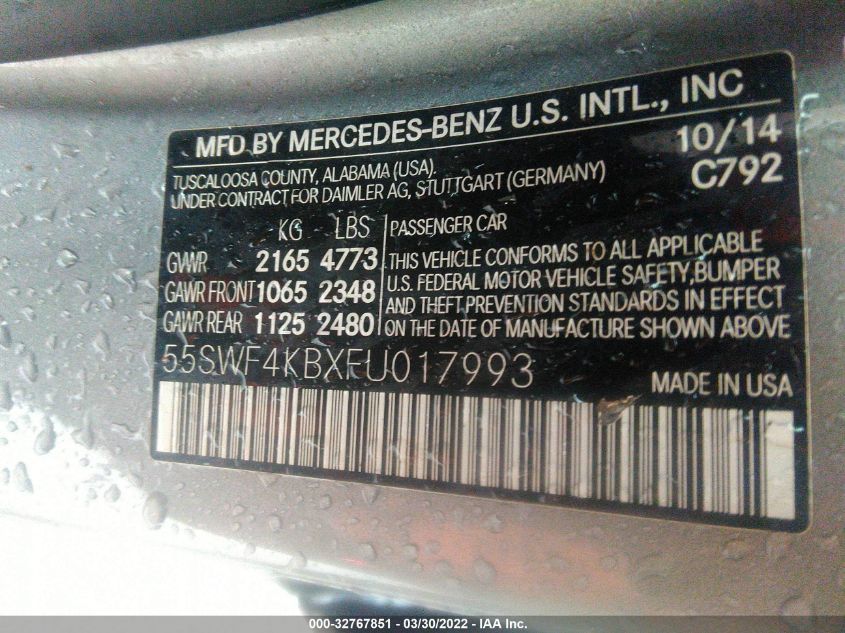 MFD BY MERCEDES-BENZ U.S. INTL., INC
10/14
TUSCALOOSA COUNTY, ALABAMA (USA).
UNDER CONTRACT FOR DAIMLER AG, STUTTGART (GERMANY)
C792
KG LBS PASSENGER CAR
GVWR 2165 4773 THIS VEHICLE CONFORMS TO ALL APPLICABLE
GAWR FRONT 1065 2348 U.S. FEDERAL MOTOR VEHICLE SAFETY, BUMPER
AND THEFT PREVENTION STANDARDS IN EFFECT
GAWR REAR 1125 2480 ON THE DATE OF MANUFACTURE SHOWN ABOVE
55SWF4KBXFU017993 MADE IN USA
000-32767851 - 03/30/2022 - IAA Inc.